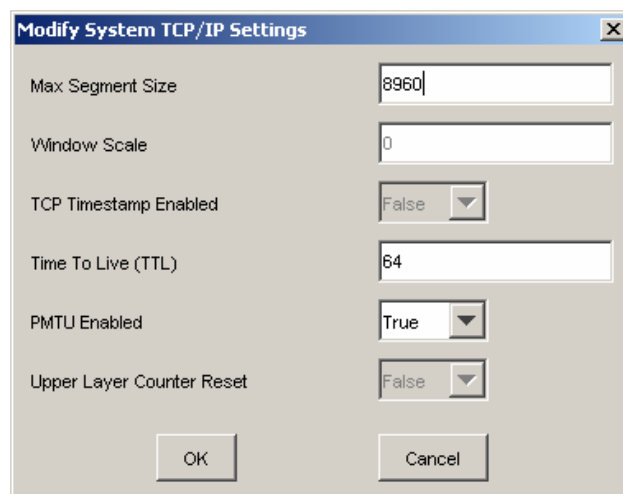 Modify System TCP/IP Settings
Max Segment Size 8960
Window Scale 0
TCP Timestamp Enabled False
Time To Live (TTL) 64
PMTU Enabled True
Upper Layer Counter Reset False
OK Cancel